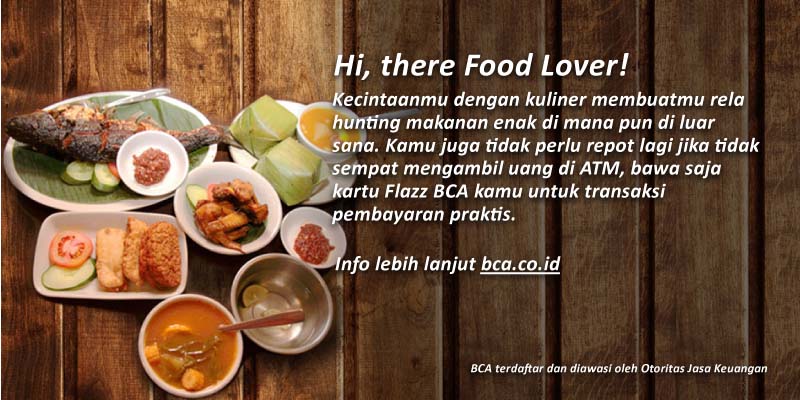 Hi, there Food Lover!
Kecintaanmu dengan kuliner membuatmu rela
hunting makanan enak di mana pun di luar
sana. Kamu juga tidak perlu repot lagi jika tidak
sempat mengambil uang di ATM, bawa saja
kartu Flazz BCA kamu untuk transaksi
pembayaran praktis.
Info lebih lanjut bca.co.id
BCA terdaftar dan diawasi oleh Otoritas Jasa Keuangan